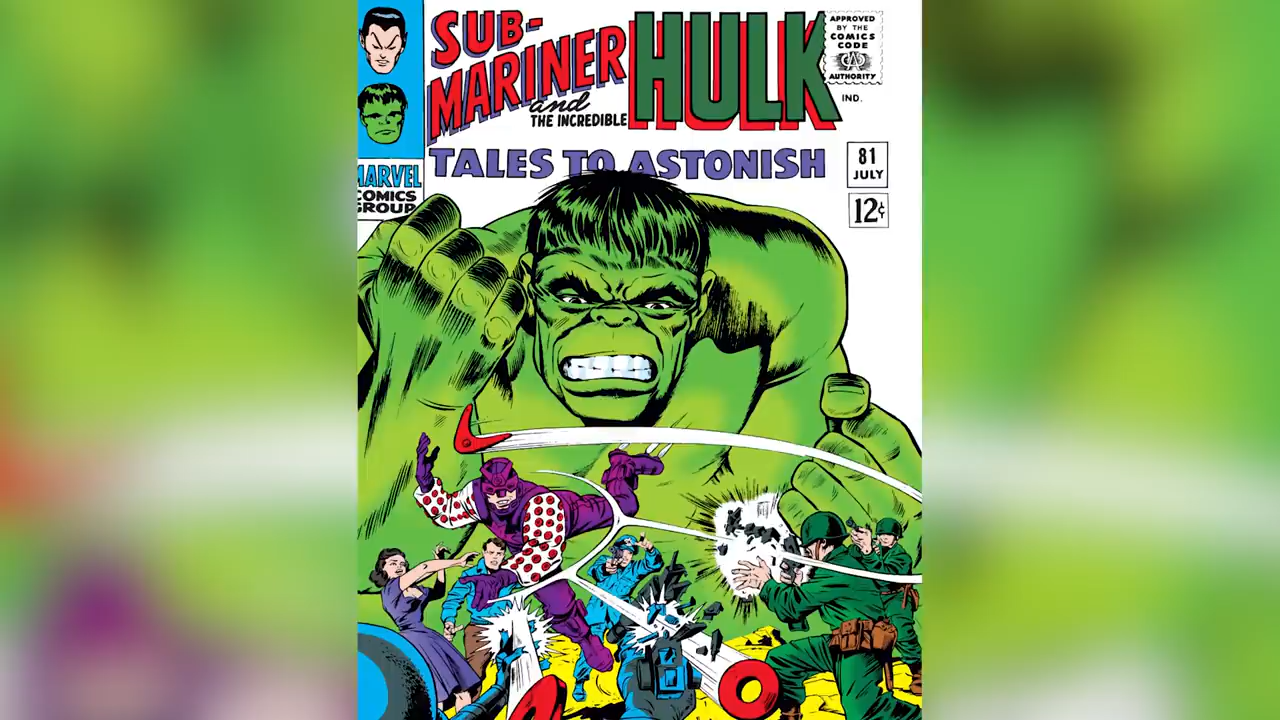 SUB-
MARINER
and
THE INCREDIBLE
HULK
APPROVED
BY THE
COMICS
CODE
CA
AUTHORITY
IND.
TALES TO ASTONISH
81
JULY
12¢
MARVEL
COMICS
GROUP